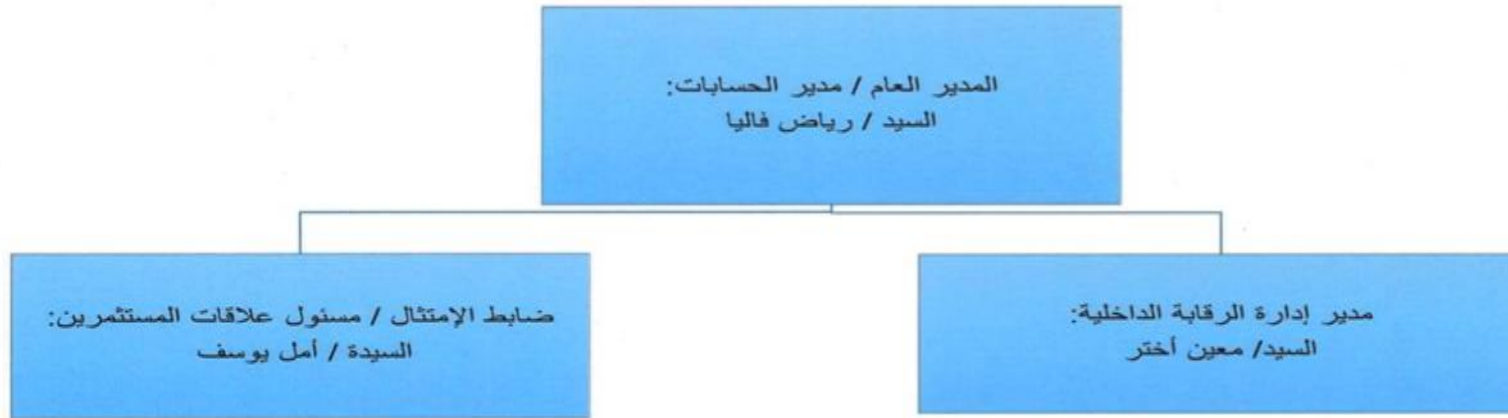 المدير العام / مدير الحسابات:
السيد / رياض فاليا
مدير إدارة الرقابة الداخلية:
السيد/ معين أختر
ضابط الإمتثال / مسئول علاقات المستثمرين:
السيدة / أمل يوسف